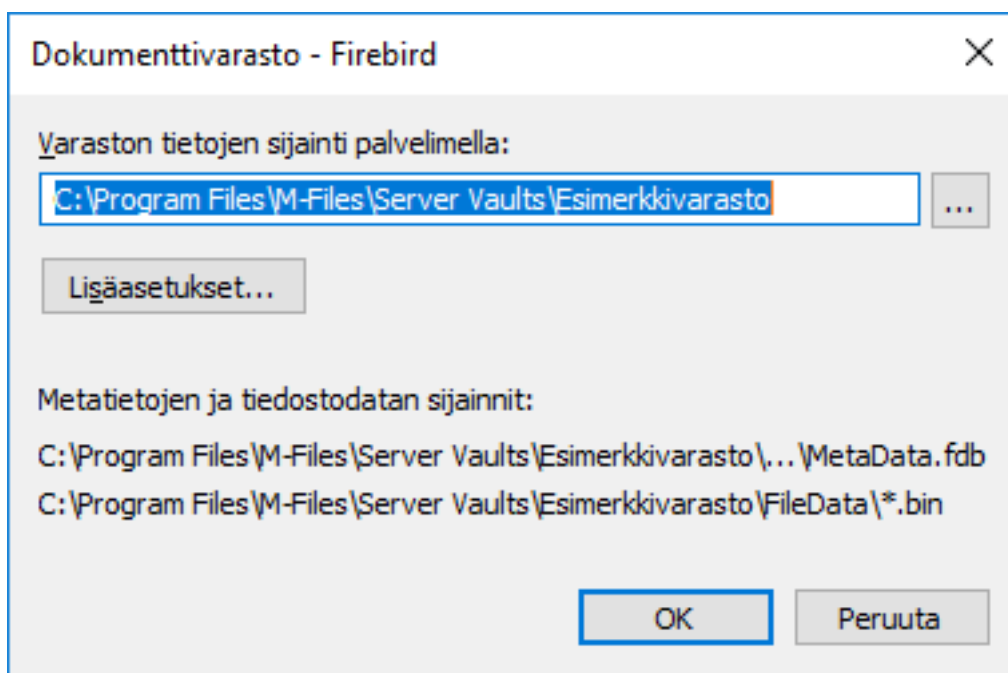 Dokumenttivarasto - Firebird
Varaston tietojen sijainti palvelimella:
C:\Program Files\M-Files\Server Vaults\Esimerkkivarasto
...
Lisäasetukset...
Metatietojen ja tiedostodatan sijainnit:
C:\Program Files\M-Files\Server Vaults\Esimerkkivarasto\...\MetaData.fdb
C:\Program Files\M-Files\Server Vaults\Esimerkkivarasto\FileData\*.bin
OK Peruuta